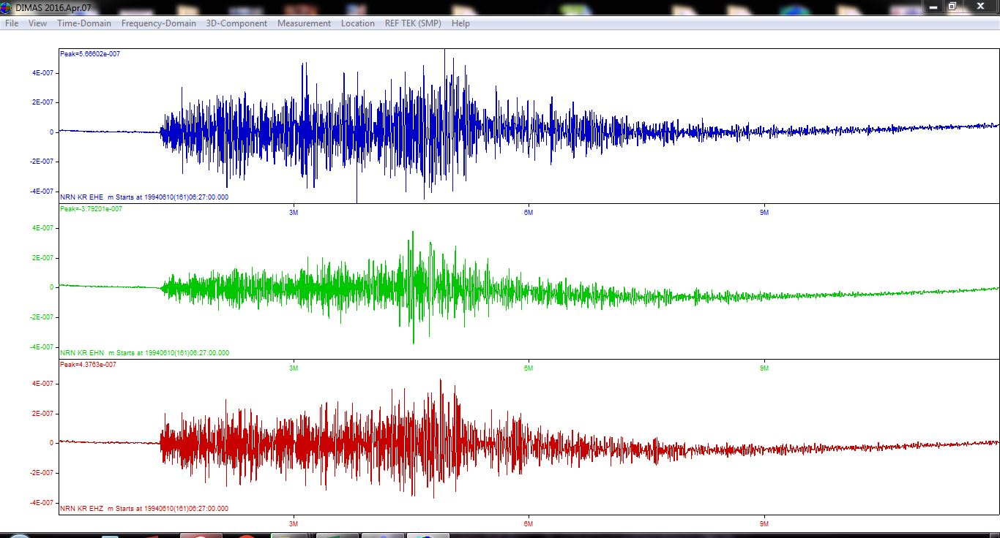 DIMAS 2016.Apr.07
File View Time-Domain Frequency-Domain 3D-Component Measurement Location REF TEK (SMP) Help
Peak=5.66602e-007
4E-007
2E-007
0
-2E-007
-4E-007
NRN KR EHE m Starts at 19940610(161)06:27:00.000
3M 6M 9M
Peak=-3.79201e-007
4E-007
2E-007
0
-2E-007
-4E-007
NRN KR EHN m Starts at 19940610(161)06:27:00.000
3M 6M 9M
Peak=4.3763e-007
4E-007
2E-007
0
-2E-007
-4E-007
NRN KR EHZ m Starts at 19940610(161)06:27:00.000
3M 6M 9M